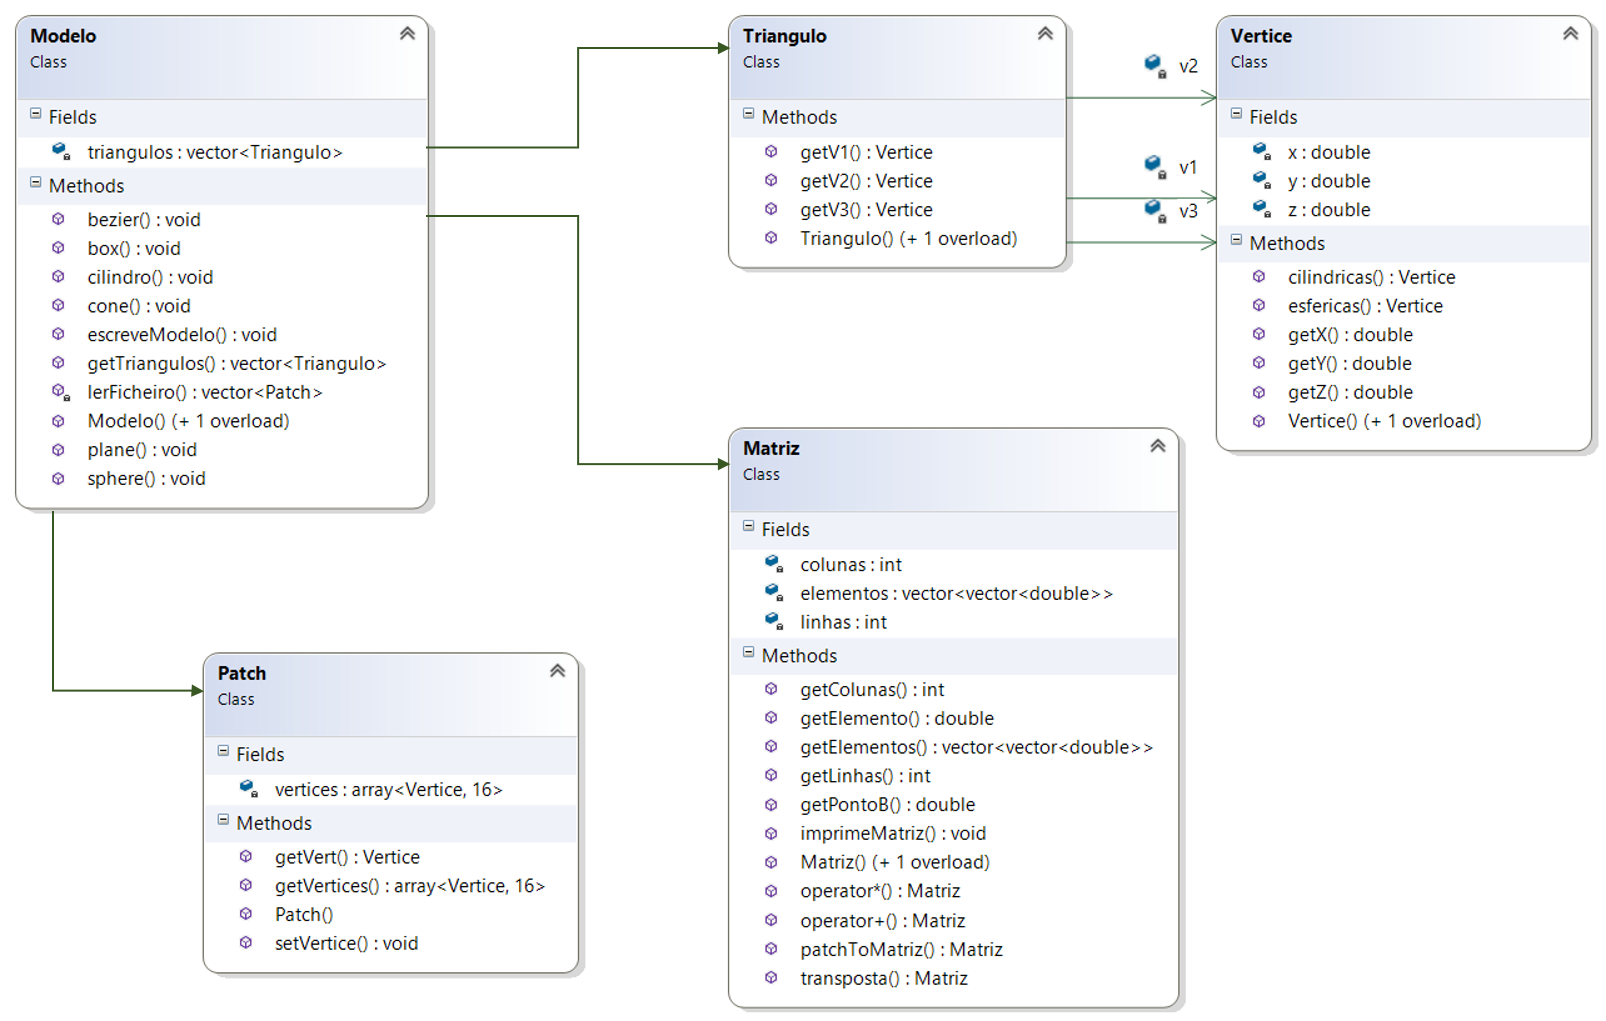 Modelo
Class
Fields
triangulos : vector<Triangulo>
Methods
bezier() : void
box() : void
cilindro() : void
cone() : void
escreveModelo() : void
getTriangulos() : vector<Triangulo>
lerFicheiro() : vector<Patch>
Modelo() (+ 1 overload)
plane() : void
sphere() : void
Triangulo
Class
Methods
getV1() : Vertice
getV2() : Vertice
getV3() : Vertice
Triangulo() (+ 1 overload)
v2
v1
v3
Vertice
Class
Fields
x : double
y : double
z : double
Methods
cilindricas() : Vertice
esfericas() : Vertice
getX() : double
getY() : double
getZ() : double
Vertice() (+ 1 overload)
Matriz
Class
Fields
colunas : int
elementos : vector<vector<double>>
linhas : int
Methods
getColunas() : int
getElemento() : double
getElementos() : vector<vector<double>>
getLinhas() : int
getPontoB() : double
imprimeMatriz() : void
Matriz() (+ 1 overload)
operator*() : Matriz
operator+() : Matriz
patchToMatriz() : Matriz
transposta() : Matriz
Patch
Class
Fields
vertices : array<Vertice, 16>
Methods
getVert() : Vertice
getVertices() : array<Vertice, 16>
Patch()
setVertice() : void